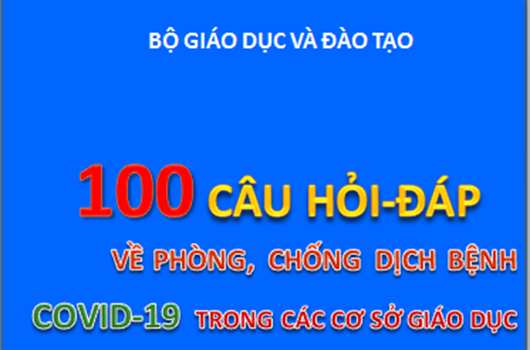 BỘ GIÁO DỤC VÀ ĐÀO TẠO
100 CÂU HỎI-ĐÁP
VỀ PHÒNG, CHỐNG DỊCH BỆNH
COVID-19 TRONG CÁC CƠ SỞ GIÁO DỤC